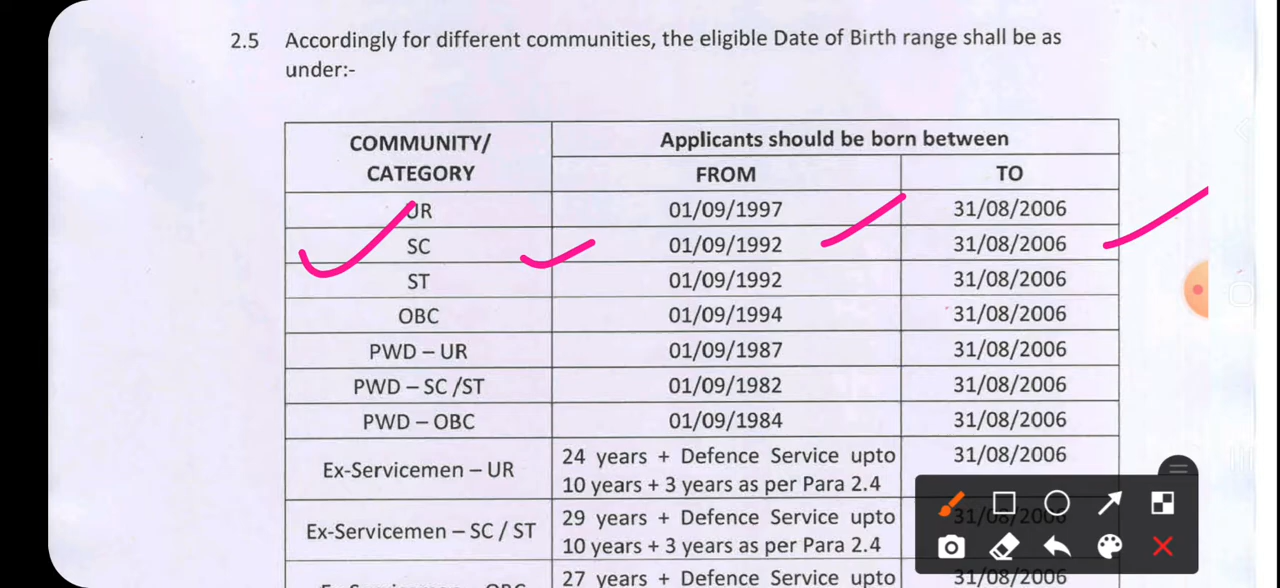 2.5 Accordingly for different communities, the eligible Date of Birth range shall be as
under:-
COMMUNITY/
CATEGORY
Applicants should be born between
FROM TO
UR 01/09/1997 31/08/2006
SC 01/09/1992 31/08/2006
ST 01/09/1992 31/08/2006
OBC 01/09/1994 31/08/2006
PWD – UR 01/09/1987 31/08/2006
PWD – SC /ST 01/09/1982 31/08/2006
PWD – OBC 01/09/1984 31/08/2006
Ex-Servicemen – UR 24 years + Defence Service upto 31/08/2006
10 years + 3 years as per Para 2.4
Ex-Servicemen – SC / ST 29 years + Defence Service upto 31/08/2006
10 years + 3 years as per Para 2.4
27 years + Defence Service upto 31/08/2006